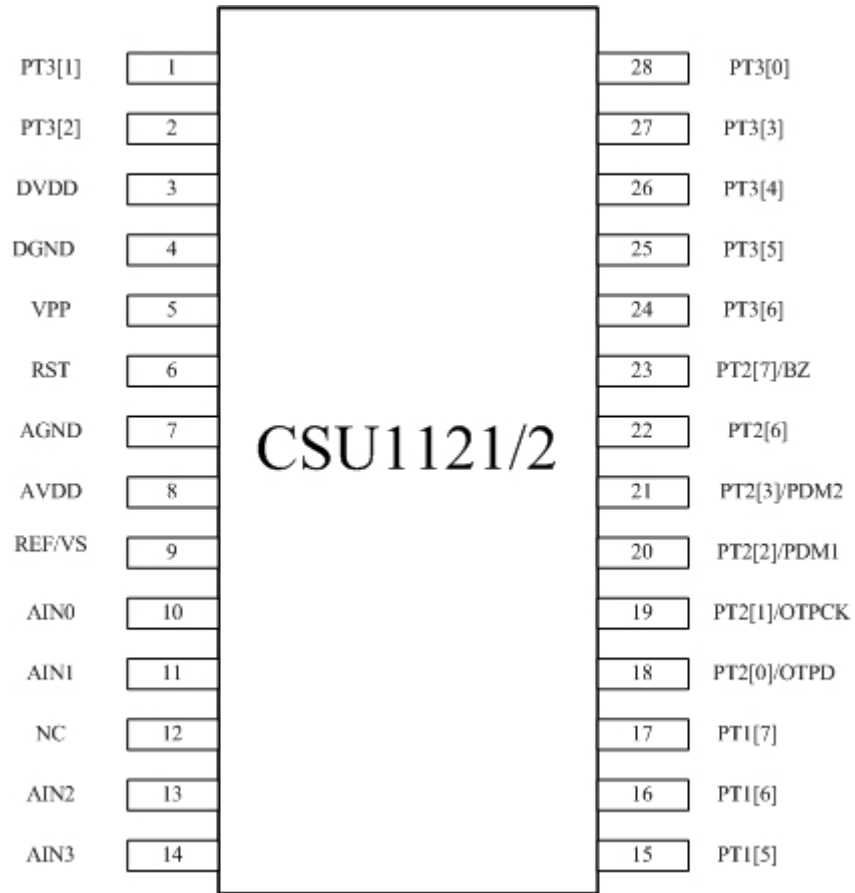 PT3[1] 1 28 PT3[0]
PT3[2] 2 27 PT3[3]
DVDD 3 26 PT3[4]
DGND 4 25 PT3[5]
VPP 5 24 PT3[6]
RST 6 23 PT2[7]/BZ
AGND 7 22 PT2[6]
CSU1121/2
AVDD 8 21 PT2[3]/PDM2
REF/VS 9 20 PT2[2]/PDM1
AIN0 10 19 PT2[1]/OTPCK
AIN1 11 18 PT2[0]/OTPD
NC 12 17 PT1[7]
AIN2 13 16 PT1[6]
AIN3 14 15 PT1[5]